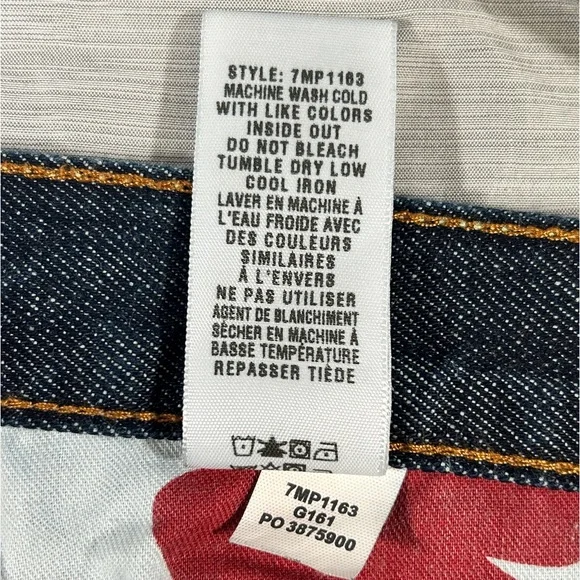 STYLE: 7MP1163
MACHINE WASH COLD
WITH LIKE COLORS
INSIDE OUT
DO NOT BLEACH
TUMBLE DRY LOW
COOL IRON
LAVER EN MACHINE À
L'EAU FROIDE AVEC
DES COULEURS
SIMILAIRES
À L'ENVERS
NE PAS UTILISER
AGENT DE BLANCHIMENT
SÉCHER EN MACHINE À
BASSE TEMPÉRATURE
REPASSER TIÈDE
7MP1163
G161
PO 3875900